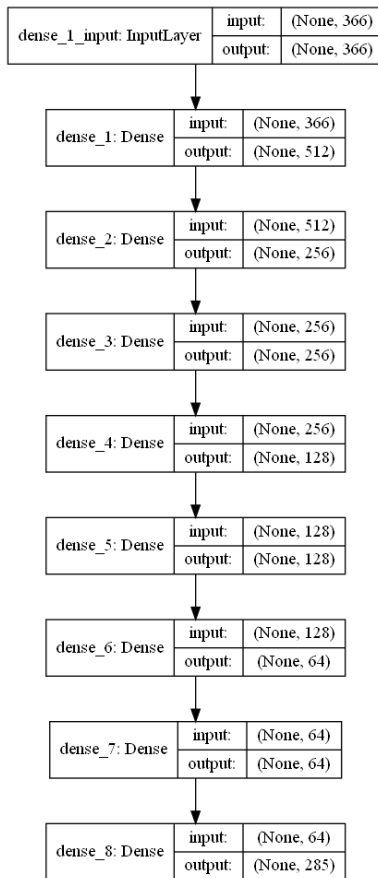 dense_1_input: InputLayer
input: (None, 366)
output: (None, 366)
dense_1: Dense
input: (None, 366)
output: (None, 512)
dense_2: Dense
input: (None, 512)
output: (None, 256)
dense_3: Dense
input: (None, 256)
output: (None, 256)
dense_4: Dense
input: (None, 256)
output: (None, 128)
dense_5: Dense
input: (None, 128)
output: (None, 128)
dense_6: Dense
input: (None, 128)
output: (None, 64)
dense_7: Dense
input: (None, 64)
output: (None, 64)
dense_8: Dense
input: (None, 64)
output: (None, 285)